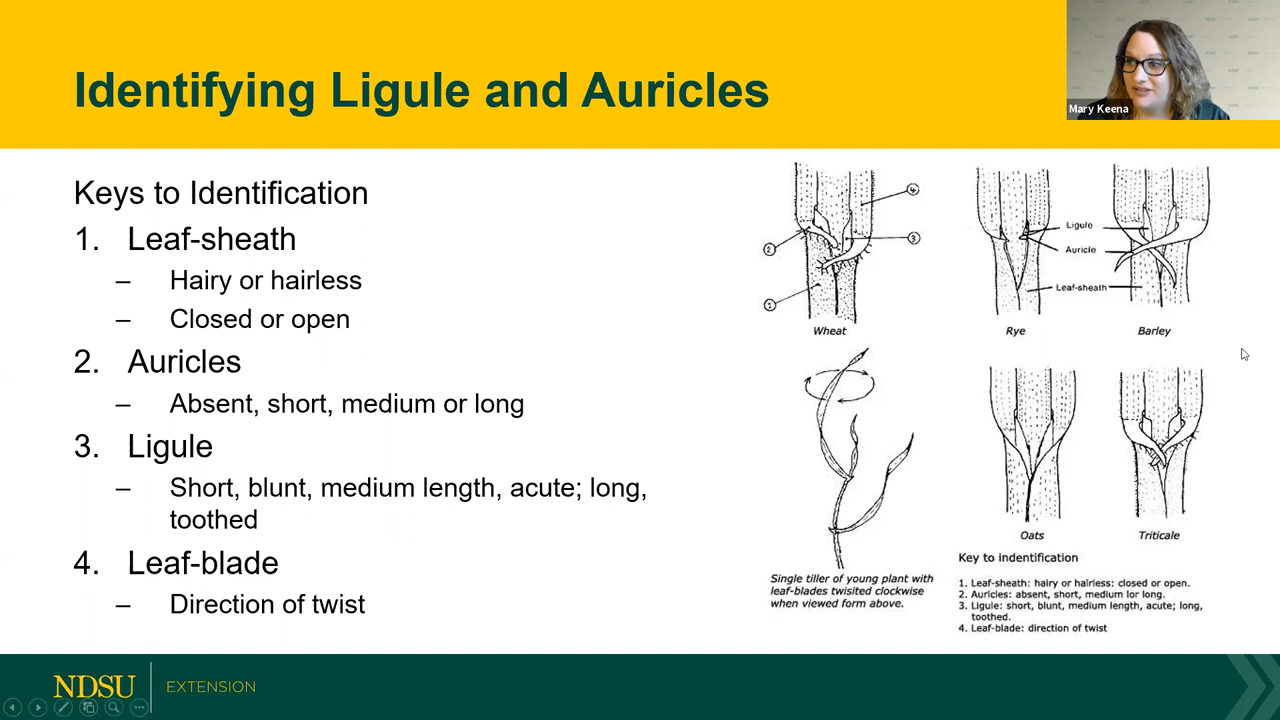 Identifying Ligule and Auricles
Mary Keena
Keys to Identification
1. Leaf-sheath
– Hairy or hairless
– Closed or open
2. Auricles
– Absent, short, medium or long
3. Ligule
– Short, blunt, medium length, acute; long,
toothed
4. Leaf-blade
– Direction of twist
4
2
3
1
Wheat
Ligule
Auricle
Leaf-sheath
Rye
Barley
Single tiller of young plant with
leaf-blades twisited clockwise
when viewed form above.
Oats
Triticale
Key to indentification
1. Leaf-sheath: hairy or hairless: closed or open.
2. Auricles: absent, short, medium lor long.
3. Ligule: short, blunt, medium length, acute; long,
toothed.
4. Leaf-blade: direction of twist
NDSU
EXTENSION